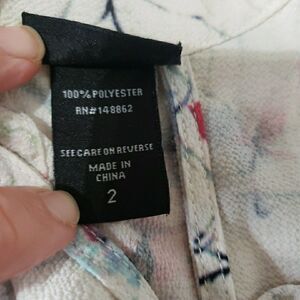 100% POLYESTER
RN#148862
SEE CARE ON REVERSE
MADE IN
CHINA
2